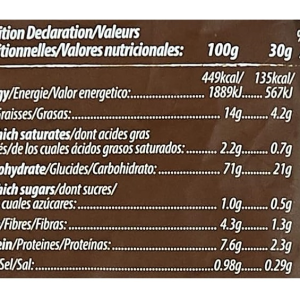 ition Declaration/Valeurs
itionnelles/Valores nutricionales: 100g 30g %
449kcal/ 135kcal/
gy/Energie/Valor energetico: 1889kJ 567kJ
Graisses/Grasas: 14g 4.2g
hich saturates/dont acides gras
és/de los cuales ácidos grasos saturados: 2.2g 0.7g
ohydrate/Glucides/Carbohidrato: 71g 21g
hich sugars/dont sucres/
cuales azúcares: 1.0g 0.5g
/Fibres/Fibras: 4.3g 1.3g
ein/Proteines/Proteínas: 7.6g 2.3g
Sel/Sal: 0.98g 0.29g